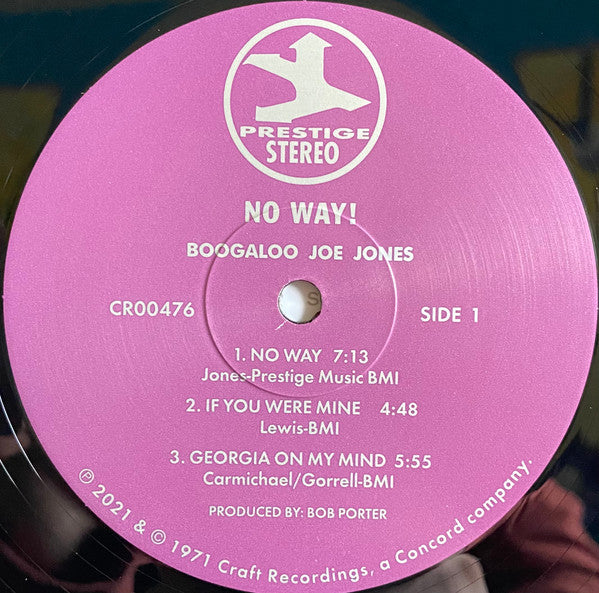 PRESTIGE
STEREO
NO WAY!
BOOGALOO JOE JONES
CR00476
SIDE 1
1. NO WAY 7:13
Jones-Prestige Music BMI
2. IF YOU WERE MINE 4:48
Lewis-BMI
3. GEORGIA ON MY MIND 5:55
Carmichael/Gorrell-BMI
PRODUCED BY: BOB PORTER
℗ 2021 & © 1971 Craft Recordings, a Concord company.